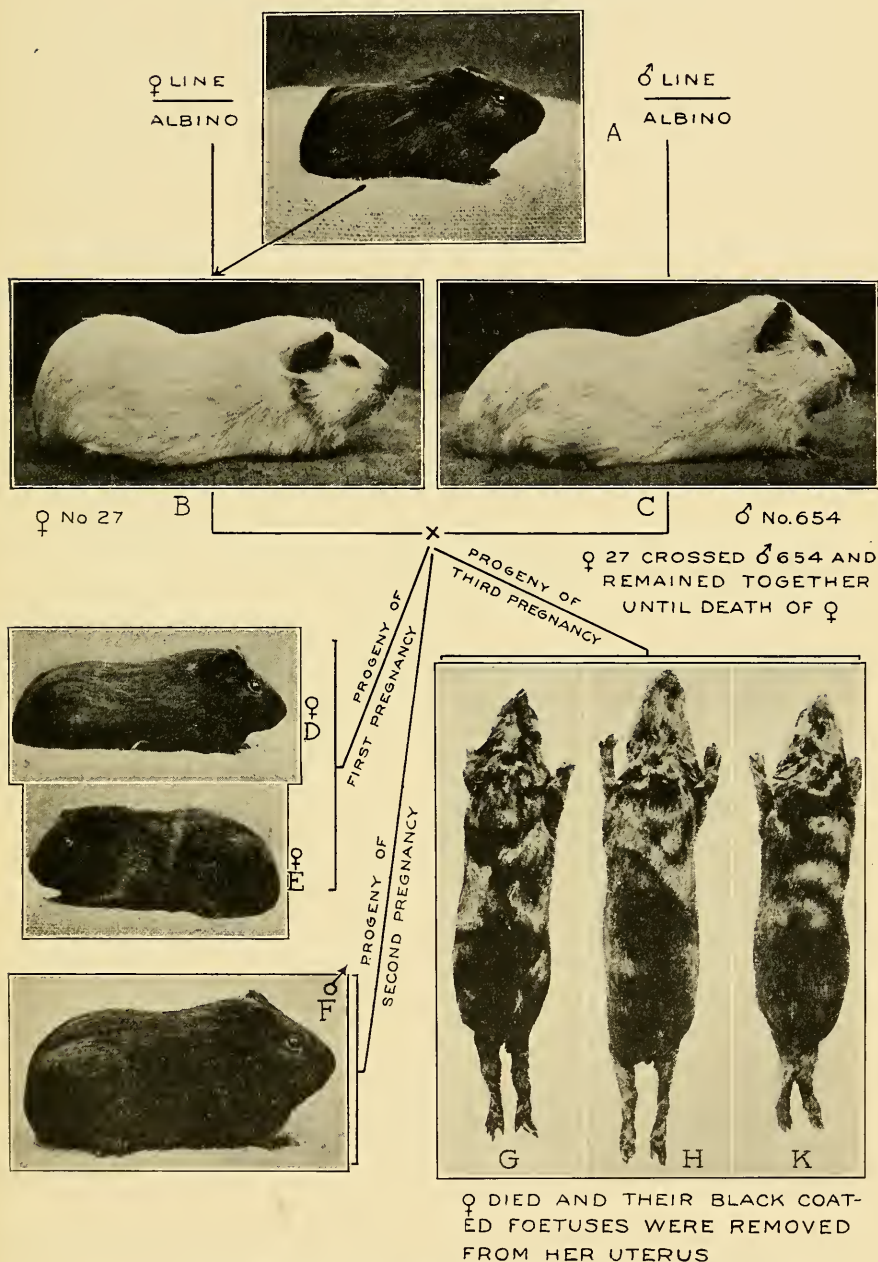 ♀ LINE
ALBINO
♂ LINE
ALBINO
A
B
♀ No 27
C
♂ No.654
×
♀ 27 CROSSED ♂ 654 AND
REMAINED TOGETHER
UNTIL DEATH OF ♀
PROGENY OF
THIRD PREGNANCY
PROGENY OF
FIRST PREGNANCY
PROGENY OF
SECOND PREGNANCY
D♀
E♀
F♂
G
H
K
♀ DIED AND THEIR BLACK COAT-
ED FOETUSES WERE REMOVED
FROM HER UTERUS